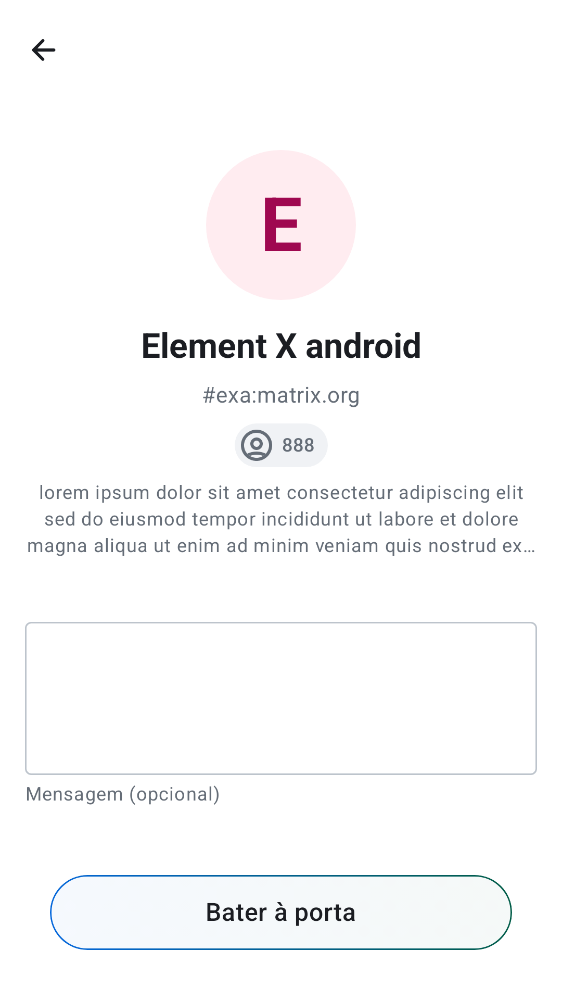 E
Element X android
#exa:matrix.org
888
lorem ipsum dolor sit amet consectetur adipiscing elit
sed do eiusmod tempor incididunt ut labore et dolore
magna aliqua ut enim ad minim veniam quis nostrud ex…
Mensagem (opcional)
Bater à porta